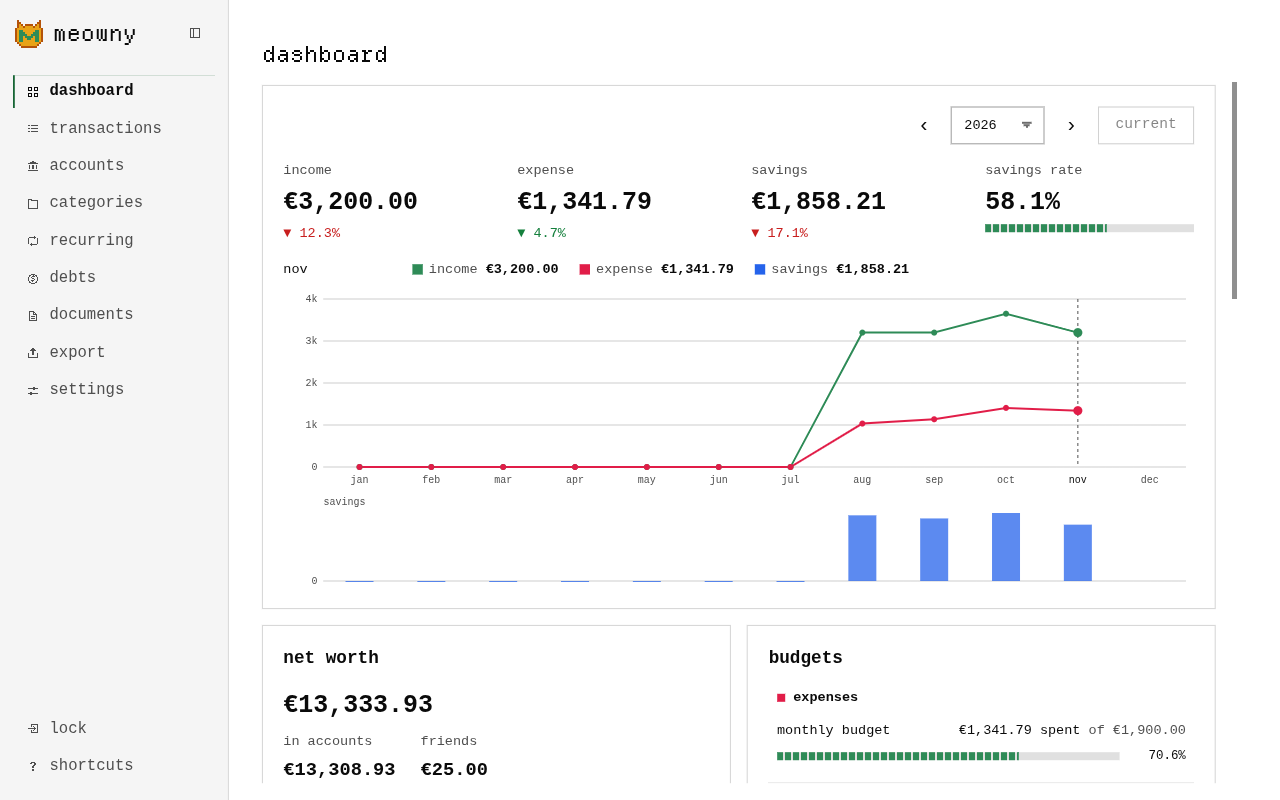 meowny
dashboard
transactions
accounts
categories
recurring
debts
documents
export
settings
lock
? shortcuts
dashboard
‹ 2026 › current
income expense savings savings rate
€3,200.00 €1,341.79 €1,858.21 58.1%
▼ 12.3% ▼ 4.7% ▼ 17.1%
nov income €3,200.00 expense €1,341.79 savings €1,858.21
4k
3k
2k
1k
0
jan feb mar apr may jun jul aug sep oct nov dec
savings
0
net worth
€13,333.93
in accounts friends
€13,308.93 €25.00
budgets
expenses
monthly budget €1,341.79 spent of €1,900.00
70.6%